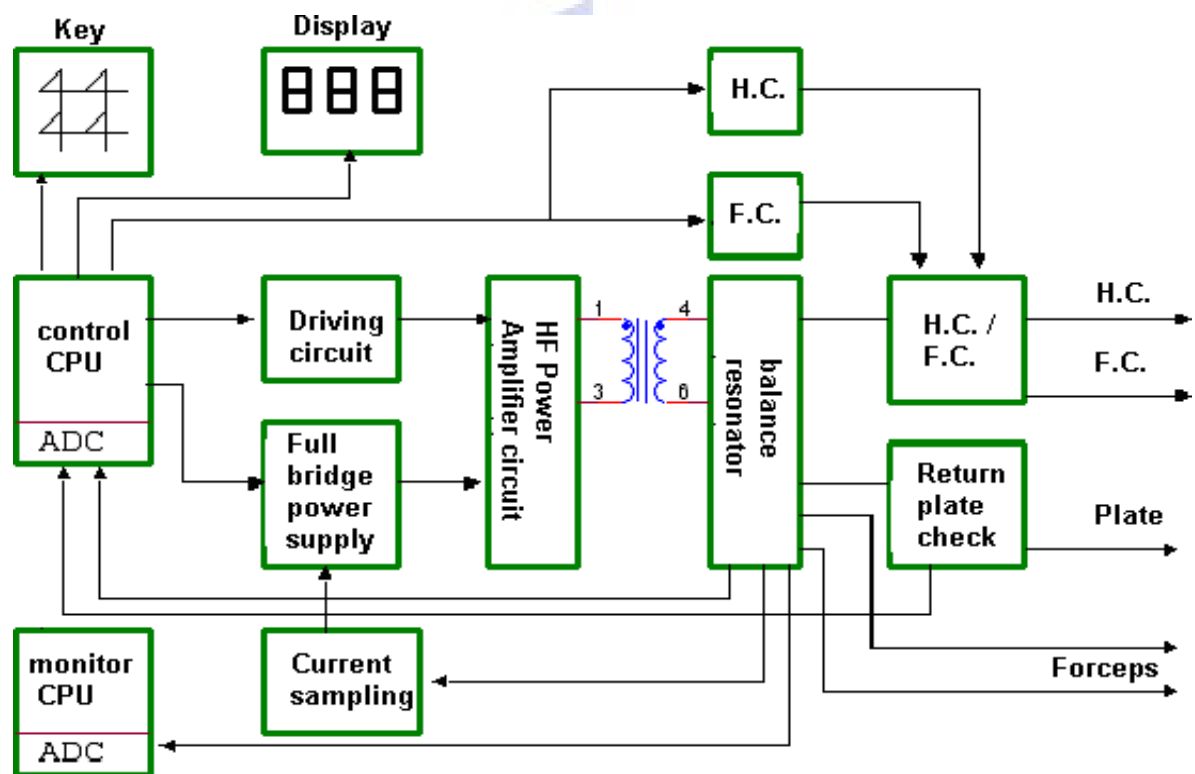 Key
Display
H.C.
F.C.
control
CPU
ADC
Driving
circuit
Full
bridge
power
supply
HF Power
Amplifier circuit
1
3
4
6
balance
resonator
H.C. /
F.C.
H.C.
F.C.
Return
plate
check
Plate
Forceps
monitor
CPU
ADC
Current
sampling